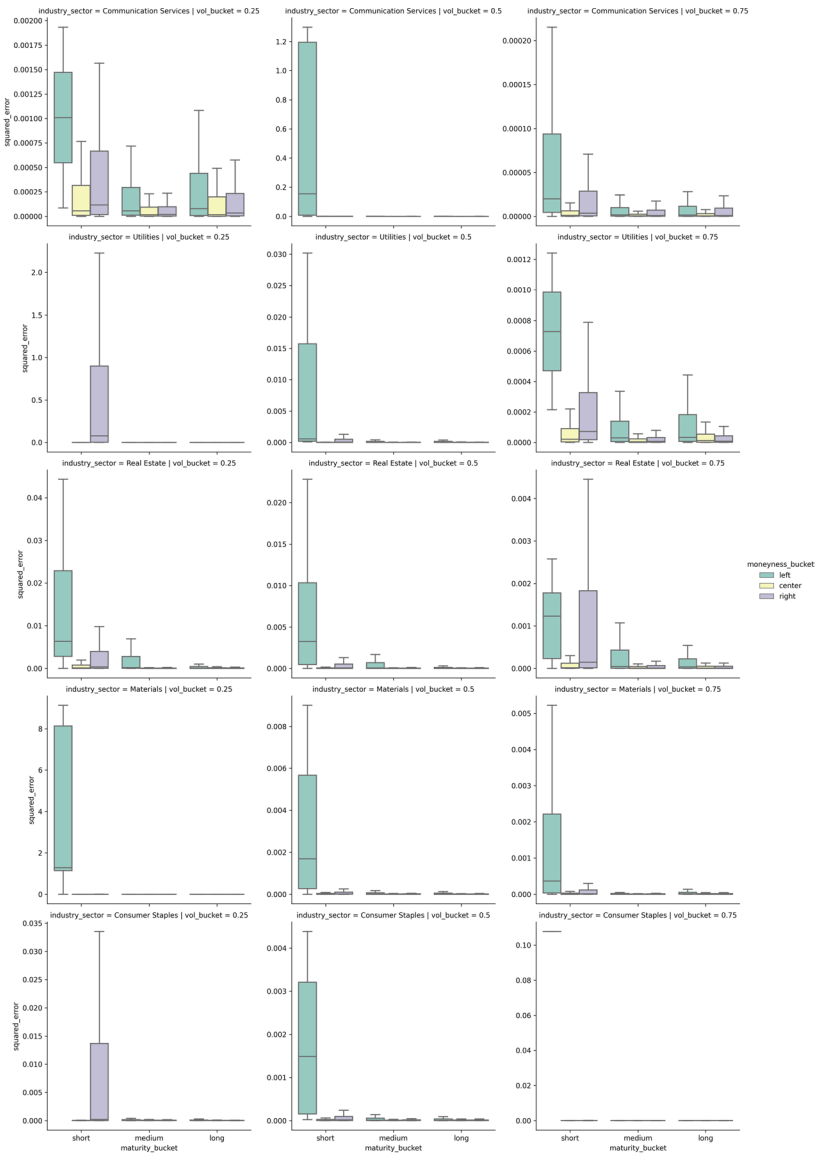 industry_sector = Communication Services | vol_bucket = 0.25
industry_sector = Communication Services | vol_bucket = 0.5
industry_sector = Communication Services | vol_bucket = 0.75
squared_error
0.00200
0.00175
0.00150
0.00125
0.00100
0.00075
0.00050
0.00025
0.00000
1.2
1.0
0.8
0.6
0.4
0.2
0.0
0.00020
0.00015
0.00010
0.00005
0.00000
industry_sector = Utilities | vol_bucket = 0.25
industry_sector = Utilities | vol_bucket = 0.5
industry_sector = Utilities | vol_bucket = 0.75
squared_error
2.0
1.5
1.0
0.5
0.0
0.030
0.025
0.020
0.015
0.010
0.005
0.000
0.0012
0.0010
0.0008
0.0006
0.0004
0.0002
0.0000
industry_sector = Real Estate | vol_bucket = 0.25
industry_sector = Real Estate | vol_bucket = 0.5
industry_sector = Real Estate | vol_bucket = 0.75
squared_error
0.04
0.03
0.02
0.01
0.00
0.020
0.015
0.010
0.005
0.000
0.004
0.003
0.002
0.001
0.000
moneyness_bucket
left
center
right
industry_sector = Materials | vol_bucket = 0.25
industry_sector = Materials | vol_bucket = 0.5
industry_sector = Materials | vol_bucket = 0.75
squared_error
8
6
4
2
0
0.008
0.006
0.004
0.002
0.000
0.005
0.004
0.003
0.002
0.001
0.000
industry_sector = Consumer Staples | vol_bucket = 0.25
industry_sector = Consumer Staples | vol_bucket = 0.5
industry_sector = Consumer Staples | vol_bucket = 0.75
squared_error
0.035
0.030
0.025
0.020
0.015
0.010
0.005
0.000
0.004
0.003
0.002
0.001
0.000
0.10
0.08
0.06
0.04
0.02
0.00
short
medium
long
maturity_bucket
short
medium
long
maturity_bucket
short
medium
long
maturity_bucket